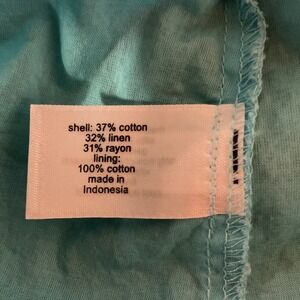 shell: 37% cotton
32% linen
31% rayon
lining:
100% cotton
made in
Indonesia